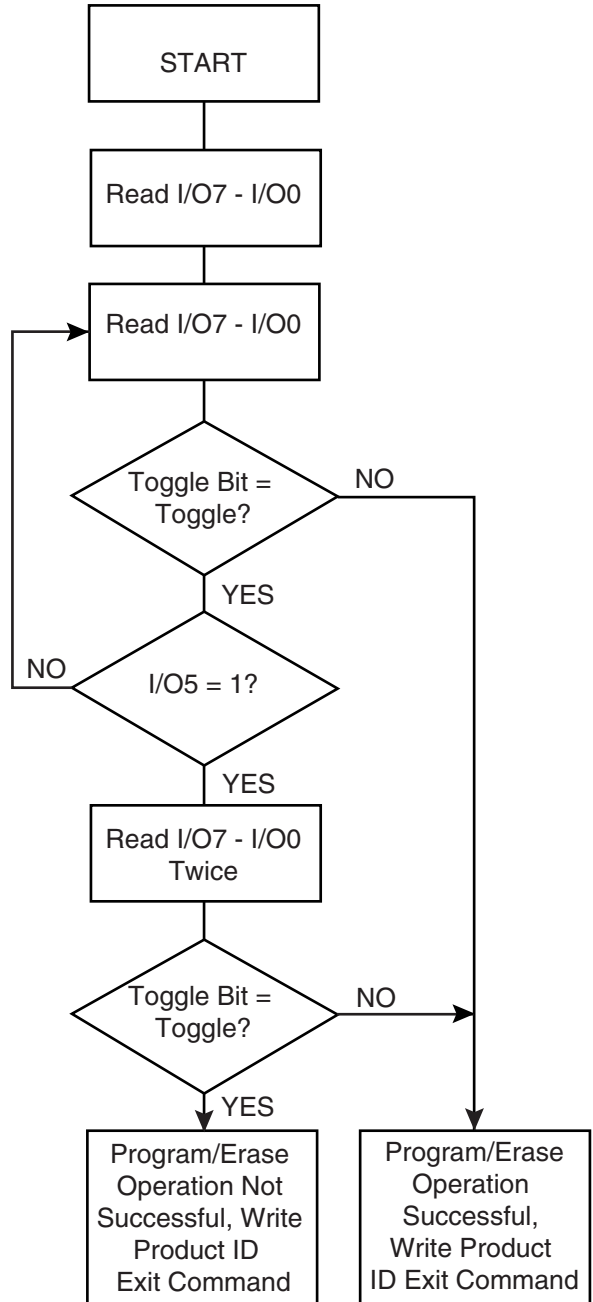 START
Read I/O7 - I/O0
Read I/O7 - I/O0
Toggle Bit =
Toggle?
NO
YES
NO
I/O5 = 1?
YES
Read I/O7 - I/O0
Twice
Toggle Bit =
Toggle?
NO
YES
Program/Erase
Operation Not
Successful, Write
Product ID
Exit Command
Program/Erase
Operation
Successful,
Write Product
ID Exit Command